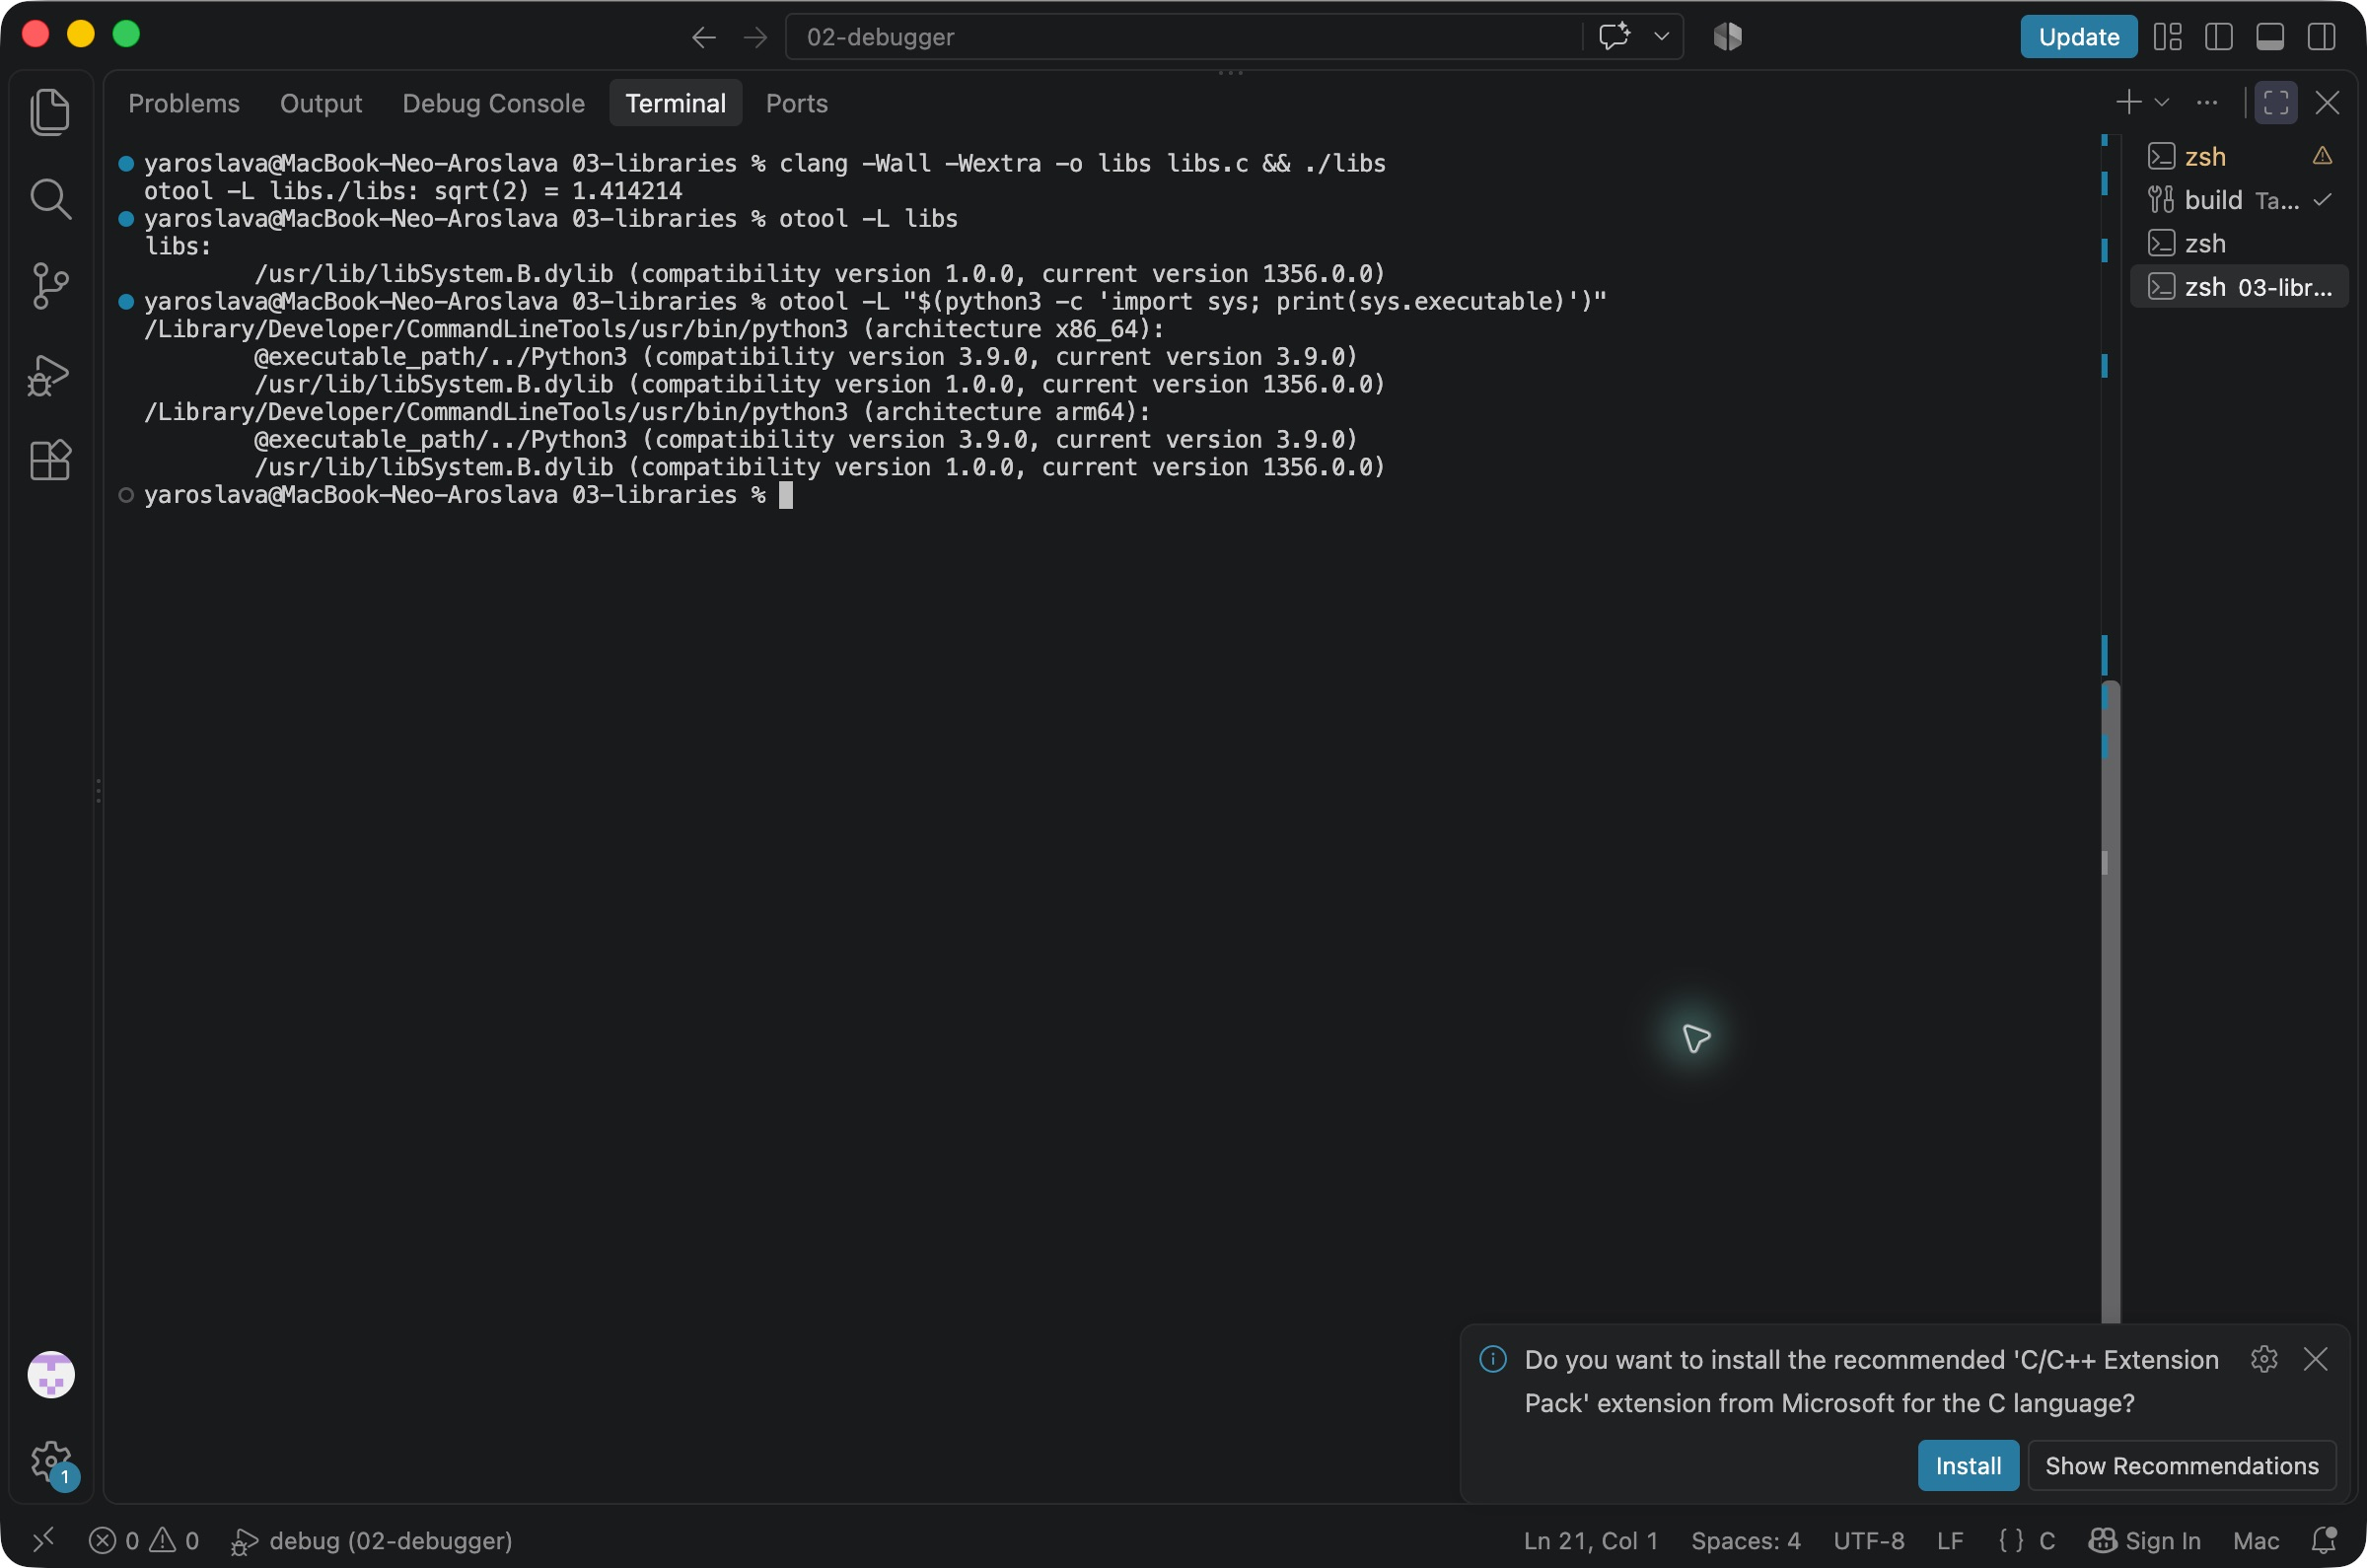 02-debugger
Update
Problems Output Debug Console Terminal Ports
yaroslava@MacBook-Neo-Aroslava 03-libraries % clang -Wall -Wextra -o libs libs.c && ./libs
otool -L libs./libs: sqrt(2) = 1.414214
yaroslava@MacBook-Neo-Aroslava 03-libraries % otool -L libs
libs:
        /usr/lib/libSystem.B.dylib (compatibility version 1.0.0, current version 1356.0.0)
yaroslava@MacBook-Neo-Aroslava 03-libraries % otool -L "$(python3 -c 'import sys; print(sys.executable)')"
/Library/Developer/CommandLineTools/usr/bin/python3 (architecture x86_64):
        @executable_path/../Python3 (compatibility version 3.9.0, current version 3.9.0)
        /usr/lib/libSystem.B.dylib (compatibility version 1.0.0, current version 1356.0.0)
/Library/Developer/CommandLineTools/usr/bin/python3 (architecture arm64):
        @executable_path/../Python3 (compatibility version 3.9.0, current version 3.9.0)
        /usr/lib/libSystem.B.dylib (compatibility version 1.0.0, current version 1356.0.0)
yaroslava@MacBook-Neo-Aroslava 03-libraries %
zsh
build Ta...
zsh
zsh 03-libr...
Do you want to install the recommended 'C/C++ Extension
Pack' extension from Microsoft for the C language?
Install Show Recommendations
1
0 0 debug (02-debugger) Ln 21, Col 1 Spaces: 4 UTF-8 LF {} C Sign In Mac